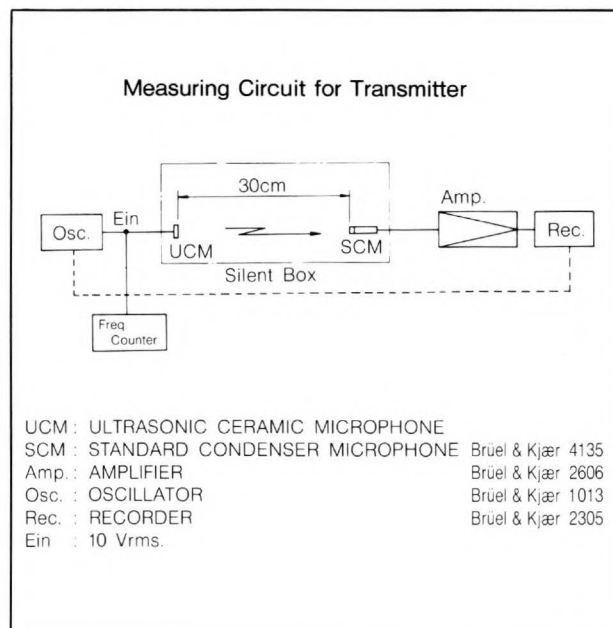 Measuring Circuit for Transmitter
30cm
Amp.
Ein
Osc.
UCM
SCM
Rec.
Silent Box
Freq.
Counter
UCM : ULTRASONIC CERAMIC MICROPHONE
SCM : STANDARD CONDENSER MICROPHONE Brüel & Kjær 4135
Amp. : AMPLIFIER Brüel & Kjær 2606
Osc. : OSCILLATOR Brüel & Kjær 1013
Rec. : RECORDER Brüel & Kjær 2305
Ein : 10 Vrms.